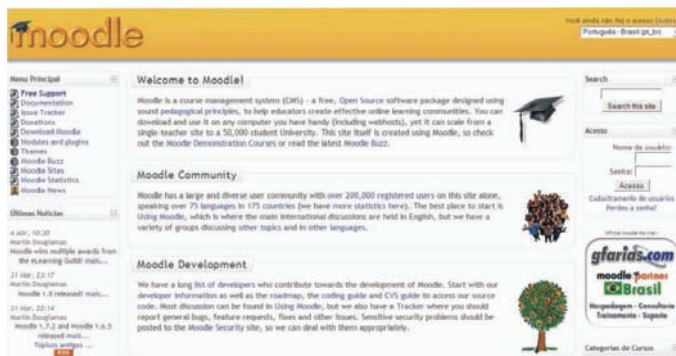 moodle
Você ainda não fez o acesso (Acesso
Português - Brasil (pt_br)
Menu Principal
Free Support
Documentation
Issue Tracker
Donations
Download Moodle
Modules and plugins
Themes
Moodle Buzz
Moodle Sites
Moodle Statistics
Moodle News
Últimas Notícias
4 Abr, 10:20
Martin Dougiamas
Moodle wins multiple awards from
the eLearning Guild! mais...
31 Mar, 23:17
Martin Dougiamas
Moodle 1.8 released! mais...
31 Mar, 22:14
Martin Dougiamas
Moodle 1.7.2 and Moodle 1.6.5
released mais...
Tópicos antigos ...
RSS
Welcome to Moodle!
Moodle is a course management system (CMS) - a free, Open Source software package designed using
sound pedagogical principles, to help educators create effective online learning communities. You can
download and use it on any computer you have handy (including webhosts), yet it can scale from a
single-teacher site to a 50,000-student University. This site itself is created using Moodle, so check
out the Moodle Demonstration Courses or read the latest Moodle Buzz.
Moodle Community
Moodle has a large and diverse user community with over 200,000 registered users on this site alone,
speaking over 75 languages in 175 countries (we have more statistics here). The best place to start is
Using Moodle, which is where the main international discussions are held in English, but we have a
variety of groups discussing other topics and in other languages.
Moodle Development
We have a long list of developers who contribute towards the development of Moodle. Start with our
developer information as well as the roadmap, the coding guide and CVS guide to access our source
code. Most discussion can be found in Using Moodle, but we also have a Tracker where you should
report general bugs, feature requests, fixes and other issues. Sensitive security problems should be
posted to the Moodle Security site, so we can deal with them appropriately.
Search
Search this site
Acesso
Nome de usuário:
Senha:
Acesso
Cadastramento de usuários
Perdeu a senha?
official moodle Partner
gfarias.com
moodle partner
Brasil
Hospedagem - Consultoria
Treinamento - Suporte
Categorias de Cursos